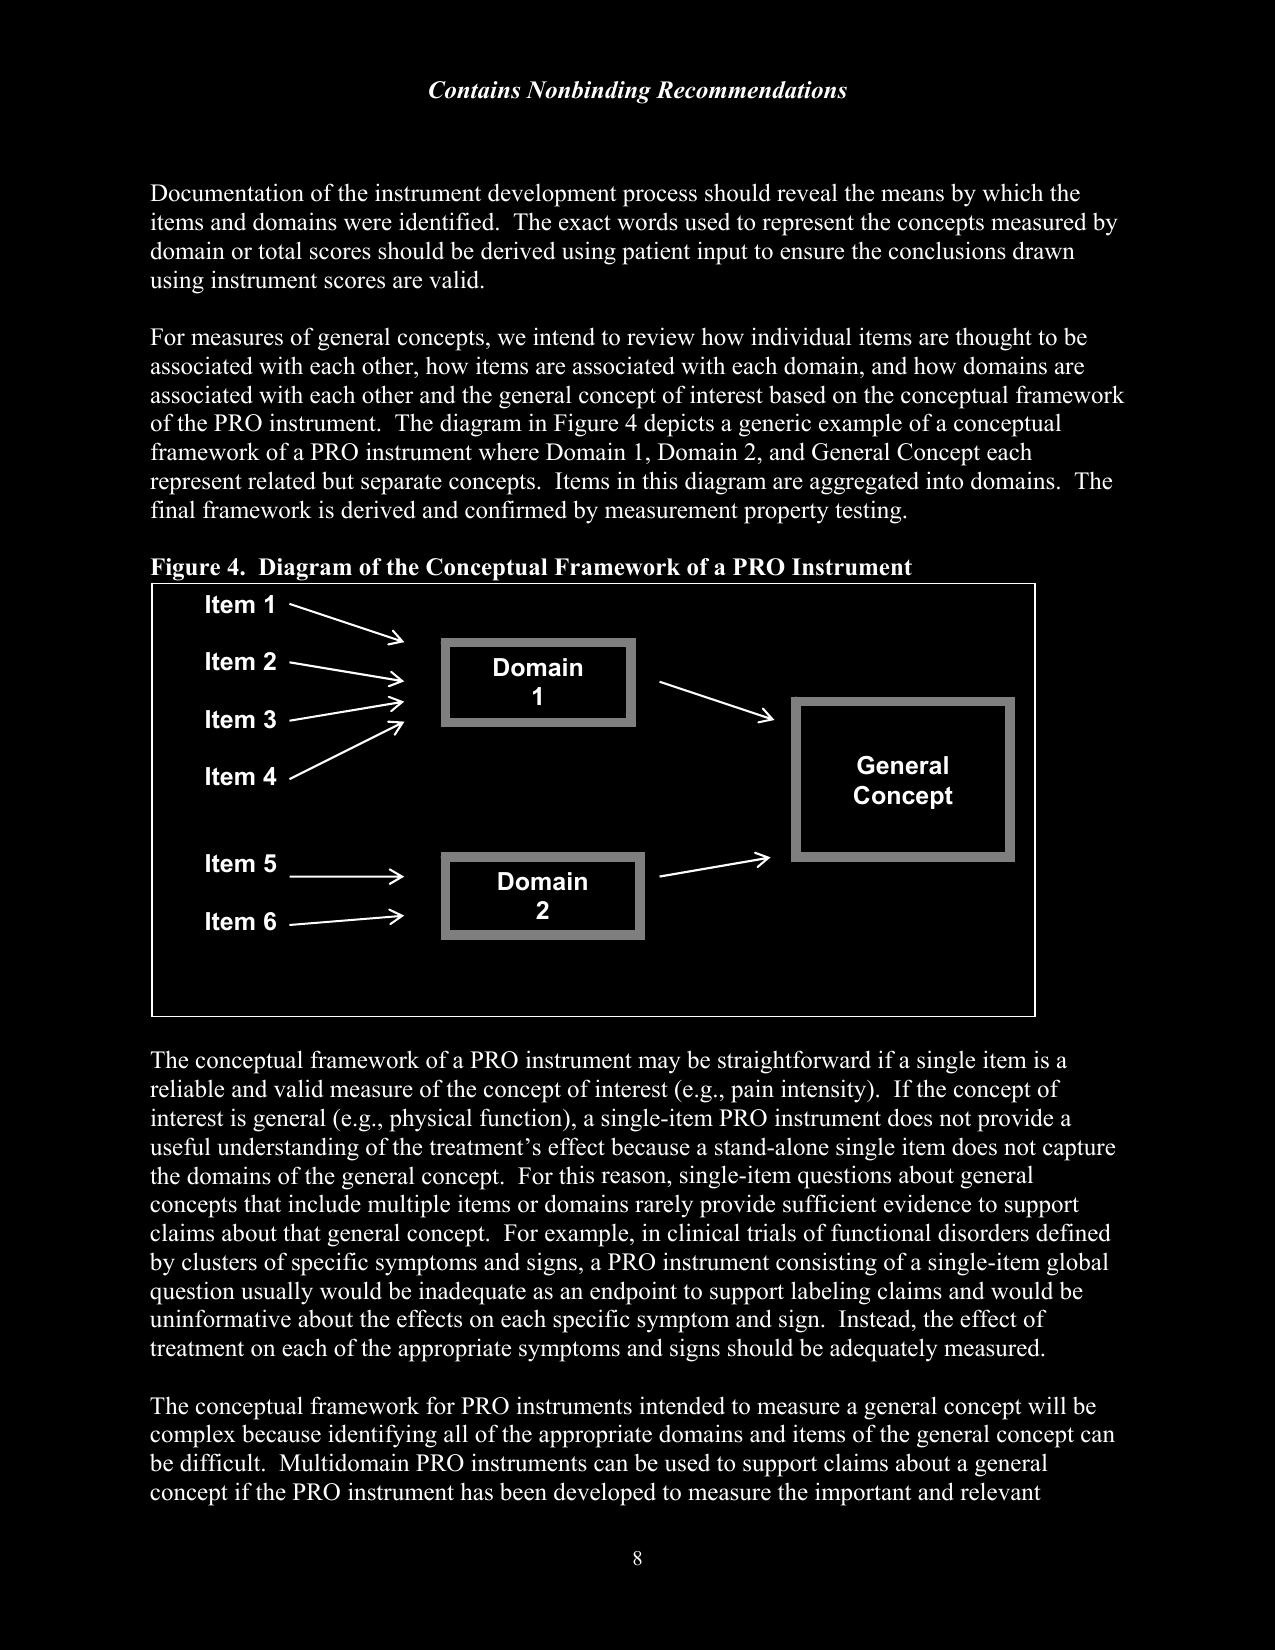 Contains Nonbinding Recommendations
Documentation of the instrument development process should reveal the means by which the
items and domains were identified.  The exact words used to represent the concepts measured by
domain or total scores should be derived using patient input to ensure the conclusions drawn
using instrument scores are valid.
For measures of general concepts, we intend to review how individual items are thought to be
associated with each other, how items are associated with each domain, and how domains are
associated with each other and the general concept of interest based on the conceptual framework
of the PRO instrument.  The diagram in Figure 4 depicts a generic example of a conceptual
framework of a PRO instrument where Domain 1, Domain 2, and General Concept each
represent related but separate concepts.  Items in this diagram are aggregated into domains.  The
final framework is derived and confirmed by measurement property testing.
Figure 4.  Diagram of the Conceptual Framework of a PRO Instrument
Item 1
Item 2
Item 3
Item 4
Item 5
Item 6
Domain
1
Domain
2
General
Concept
The conceptual framework of a PRO instrument may be straightforward if a single item is a
reliable and valid measure of the concept of interest (e.g., pain intensity).  If the concept of
interest is general (e.g., physical function), a single-item PRO instrument does not provide a
useful understanding of the treatment’s effect because a stand-alone single item does not capture
the domains of the general concept.  For this reason, single-item questions about general
concepts that include multiple items or domains rarely provide sufficient evidence to support
claims about that general concept.  For example, in clinical trials of functional disorders defined
by clusters of specific symptoms and signs, a PRO instrument consisting of a single-item global
question usually would be inadequate as an endpoint to support labeling claims and would be
uninformative about the effects on each specific symptom and sign.  Instead, the effect of
treatment on each of the appropriate symptoms and signs should be adequately measured.
The conceptual framework for PRO instruments intended to measure a general concept will be
complex because identifying all of the appropriate domains and items of the general concept can
be difficult.  Multidomain PRO instruments can be used to support claims about a general
concept if the PRO instrument has been developed to measure the important and relevant
8